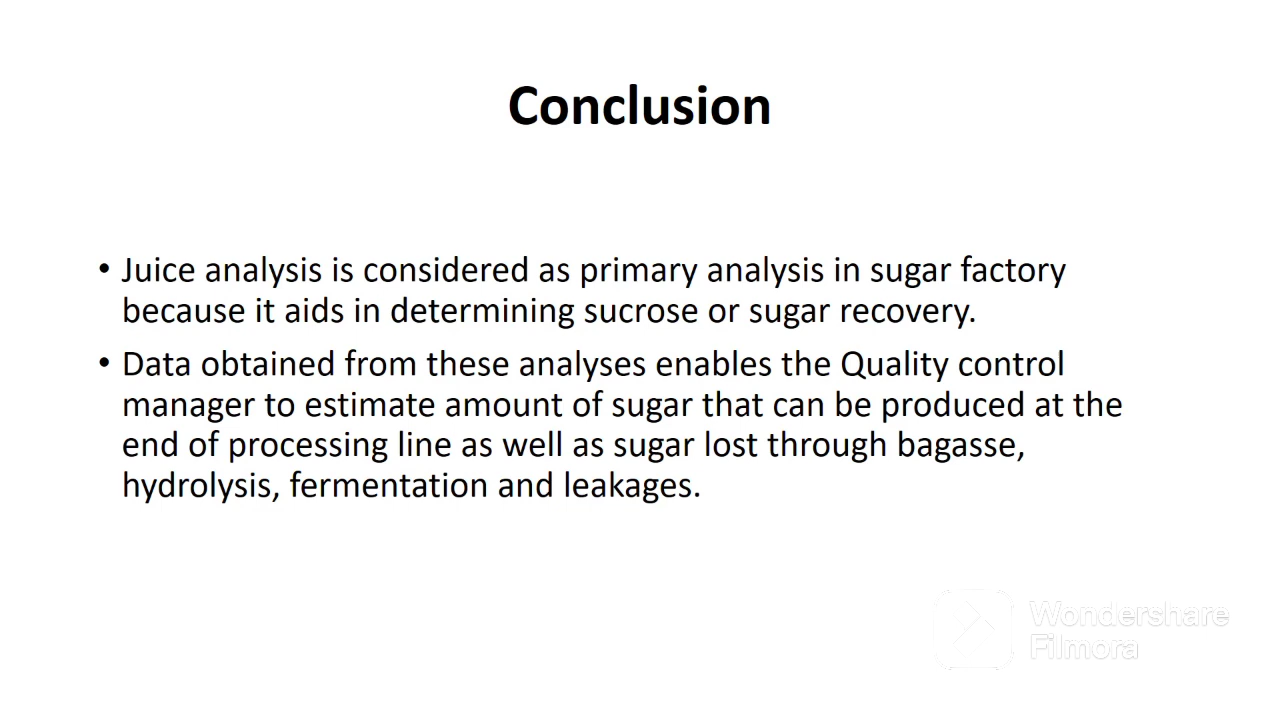 Conclusion
• Juice analysis is considered as primary analysis in sugar factory
because it aids in determining sucrose or sugar recovery.
• Data obtained from these analyses enables the Quality control
manager to estimate amount of sugar that can be produced at the
end of processing line as well as sugar lost through bagasse,
hydrolysis, fermentation and leakages.
Wondershare
Filmora